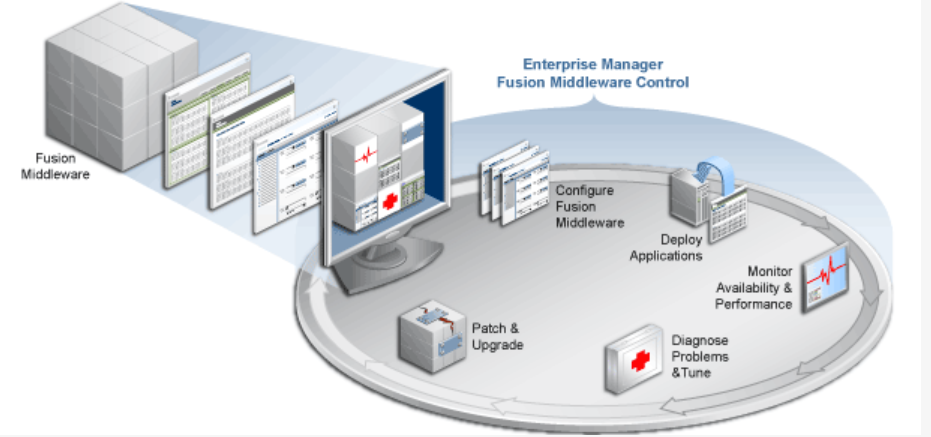 Enterprise Manager
Fusion Middleware Control
Fusion
Middleware
Configure
Fusion
Middleware
Deploy
Applications
Monitor
Availability &
Performance
Diagnose
Problems
&Tune
Patch &
Upgrade